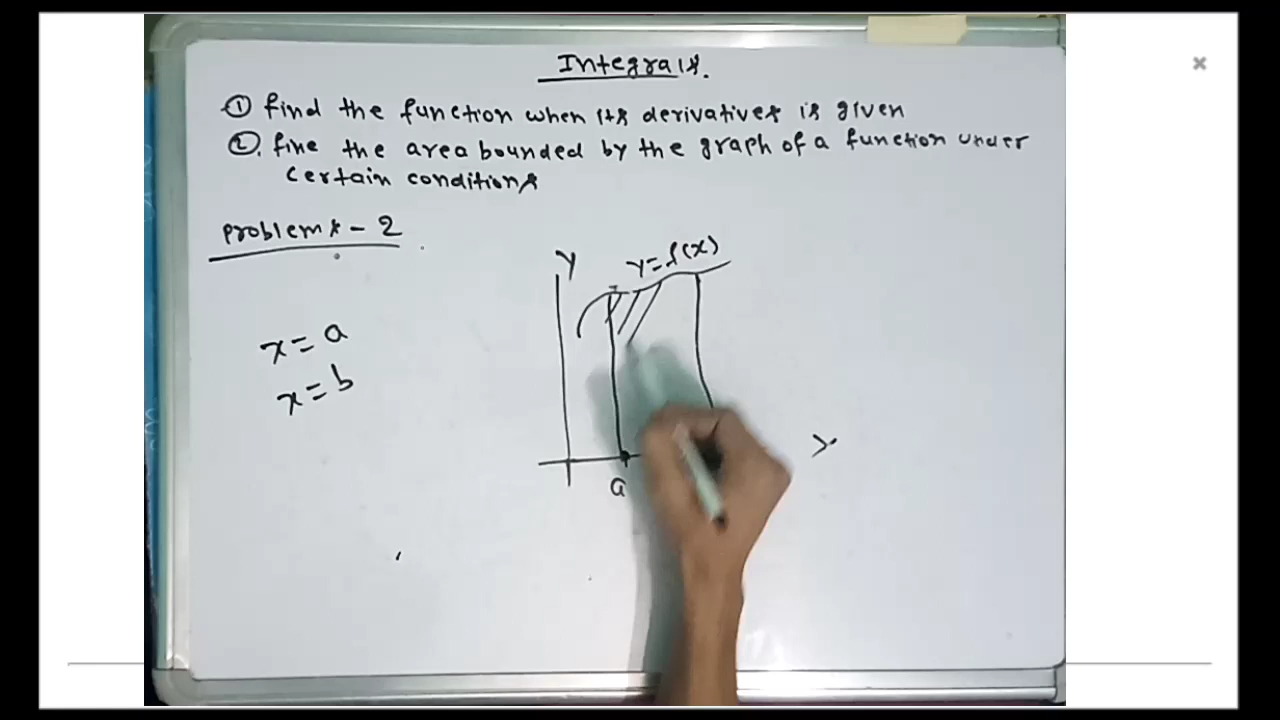 Integrals.
① find the function when its derivatives is given
②. fine the area bounded by the graph of a function under
certain conditions
Problems - 2
Y
y=f(x)
x=a
x=b
a